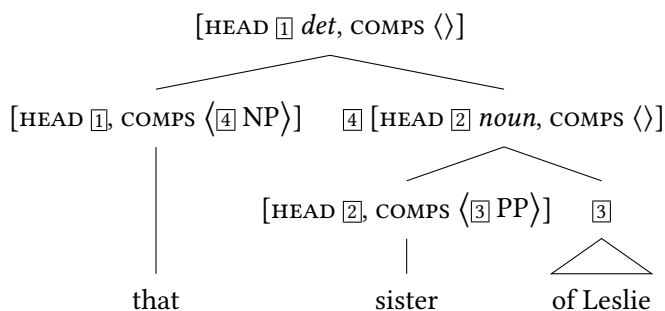 [HEAD 1 det, COMPS ⟨⟩]
[HEAD 1, COMPS ⟨4 NP⟩] 4 [HEAD 2 noun, COMPS ⟨⟩]
[HEAD 2, COMPS ⟨3 PP⟩] 3
that sister of Leslie